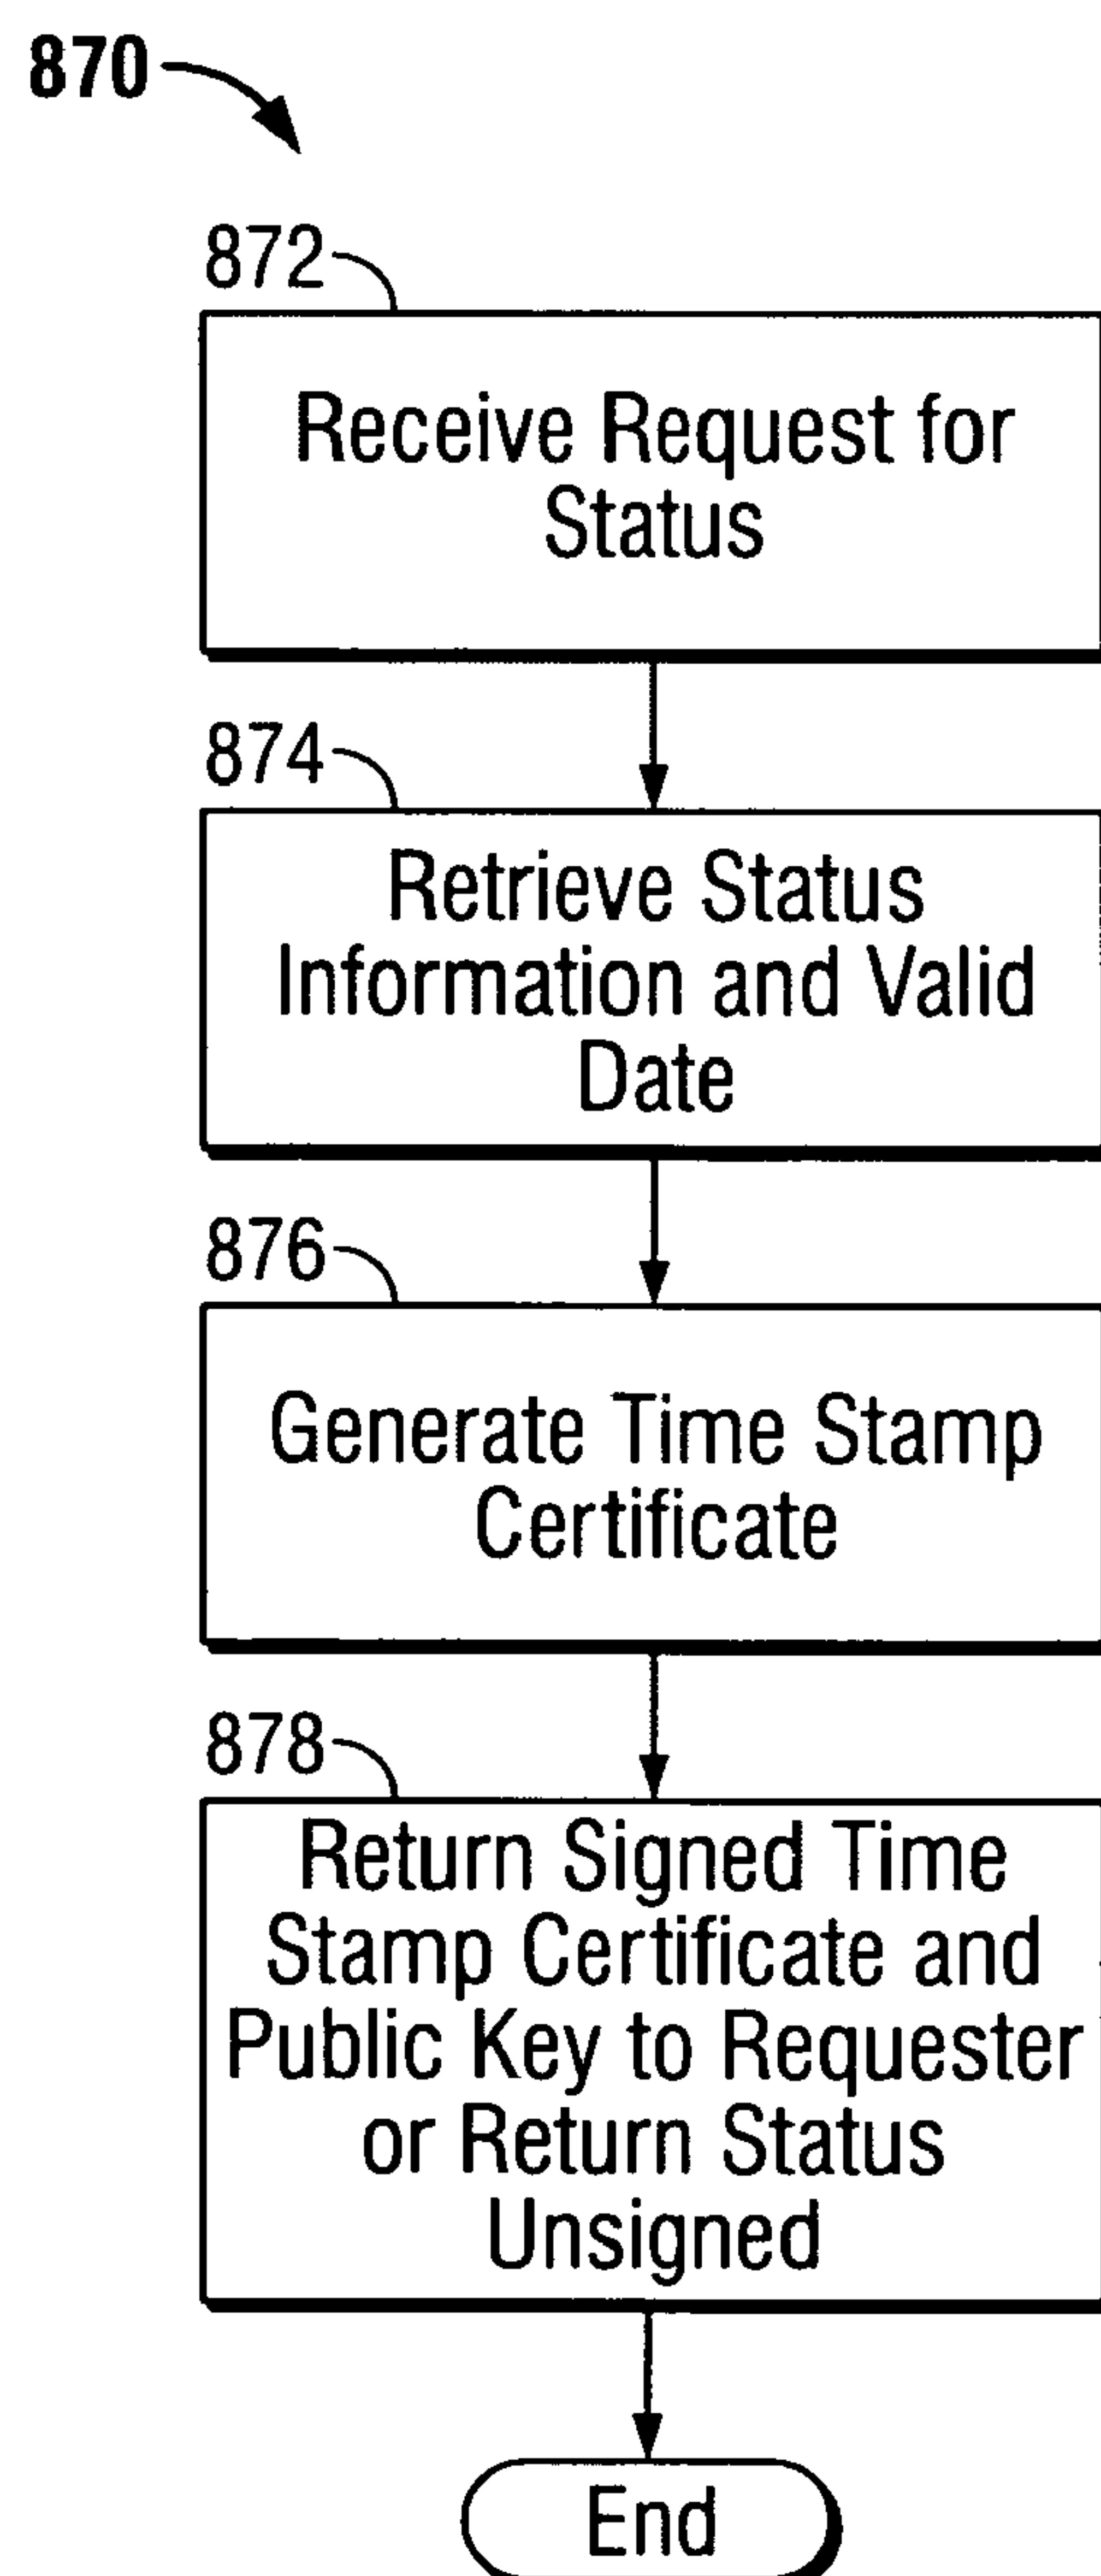 870
872
Receive Request for
Status
874
Retrieve Status
Information and Valid
Date
876
Generate Time Stamp
Certificate
878
Return Signed Time
Stamp Certificate and
Public Key to Requester
or Return Status
Unsigned
End